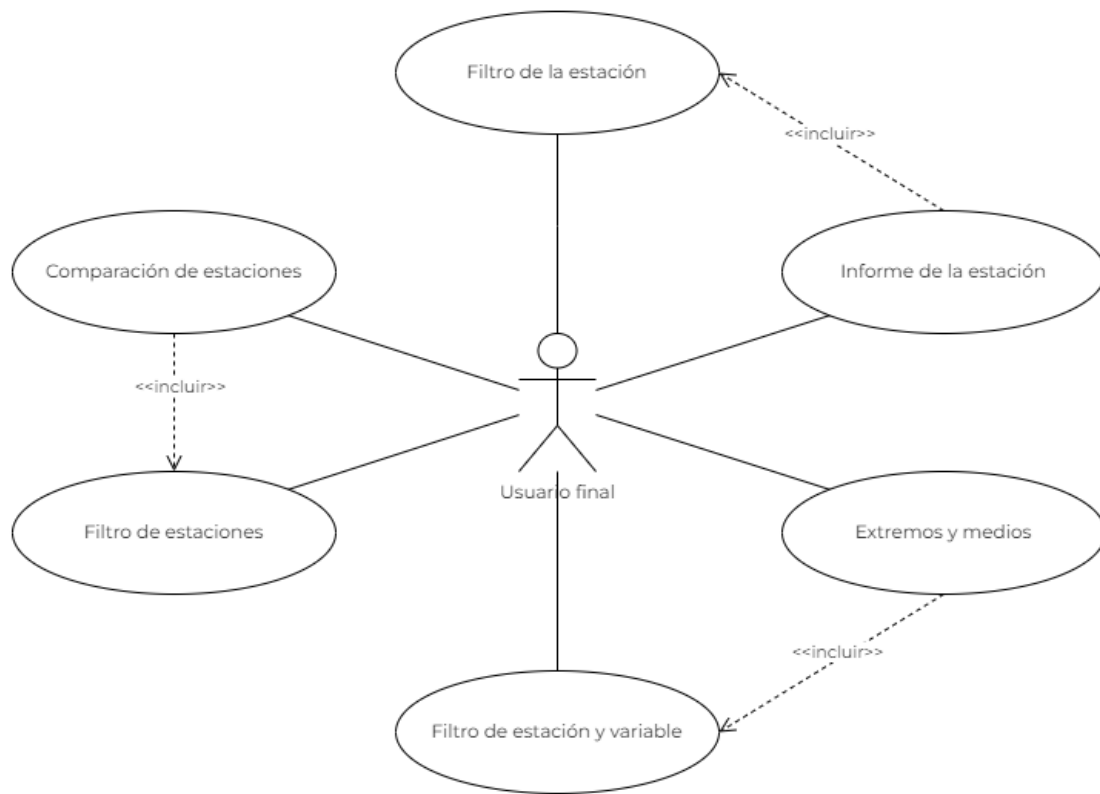 Filtro de la estación
<<incluir>>
Comparación de estaciones
Informe de la estación
<<incluir>>
Usuario final
Filtro de estaciones
Extremos y medios
<<incluir>>
Filtro de estación y variable